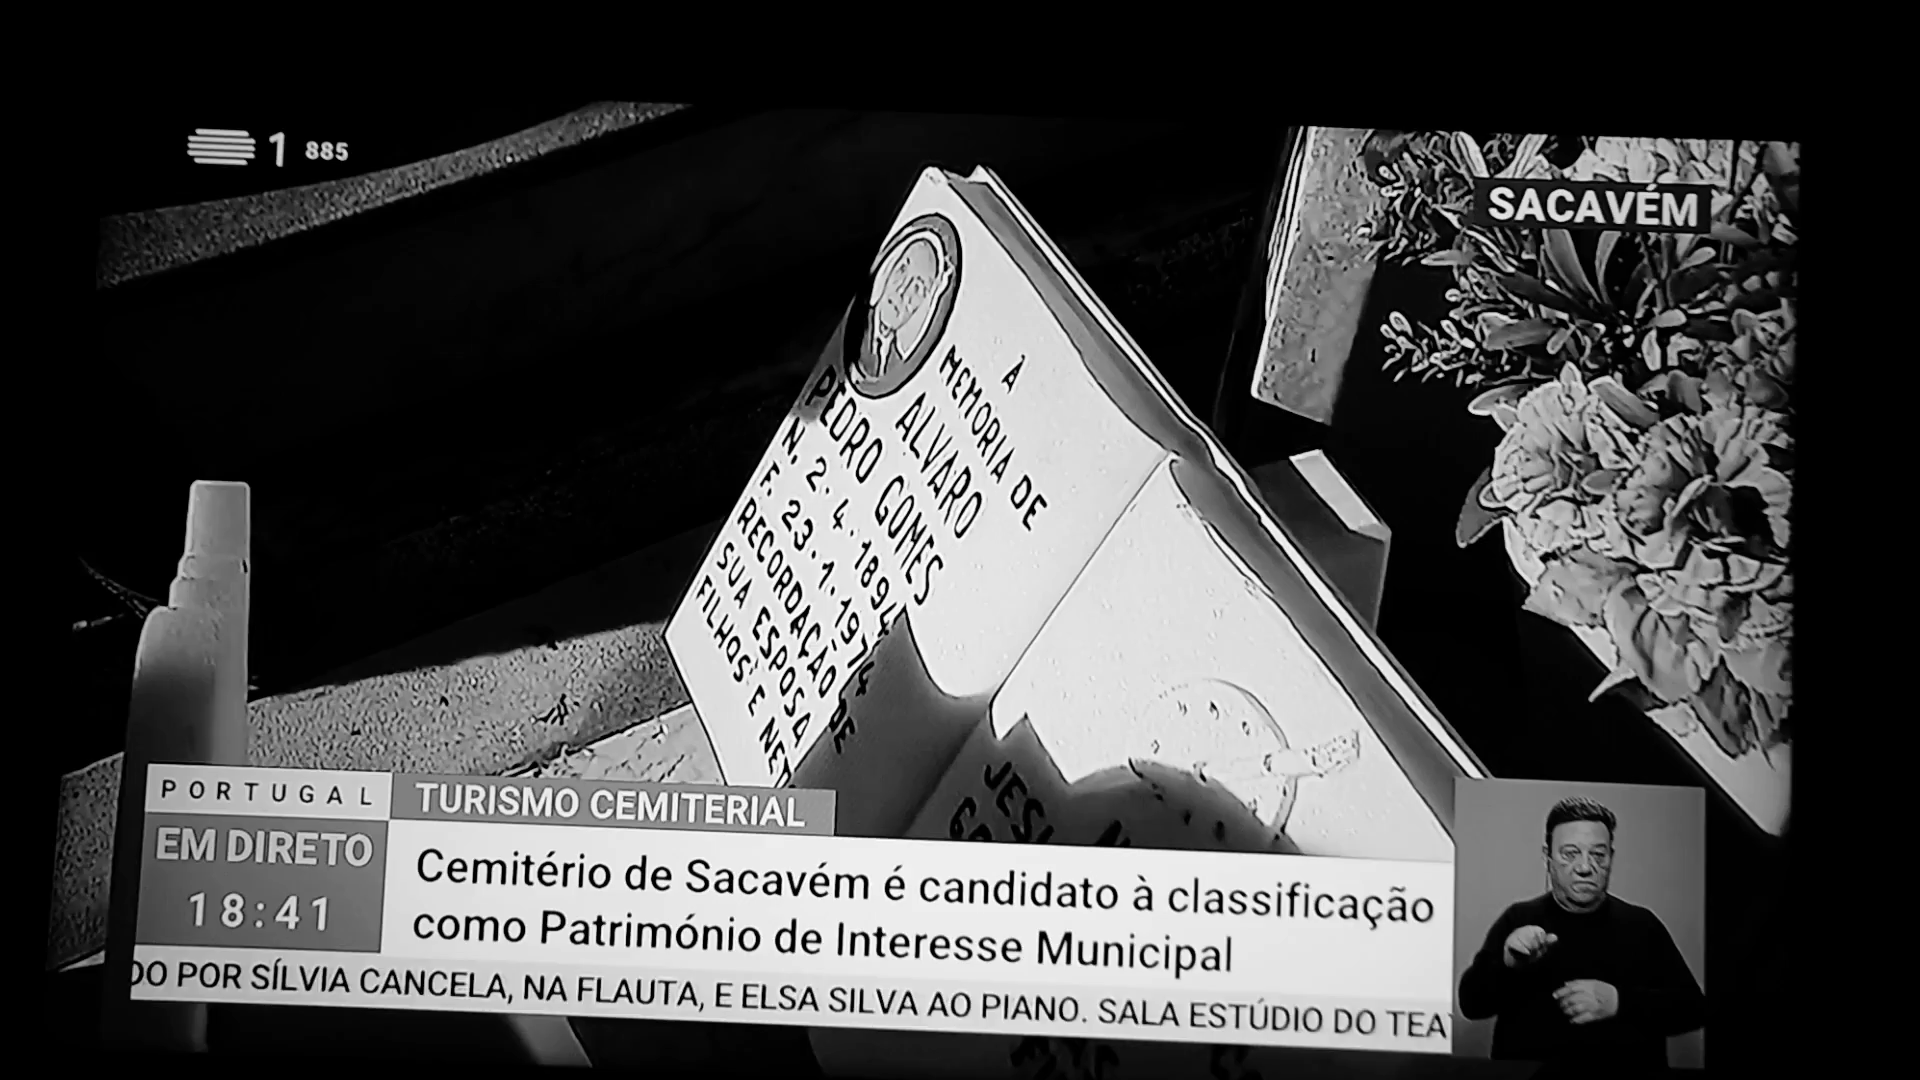 1 885
SACAVÉM
À
MEMORIA DE
ALVARO
PEDRO GOMES
N. 2. 4. 1894
F. 23. 1. 1974
RECORDAÇÃO DE
SUA ESPOSA
FILHOS E NET
PORTUGAL
TURISMO CEMITERIAL
EM DIRETO
18:41
Cemitério de Sacavém é candidato à classificação
como Património de Interesse Municipal
DO POR SÍLVIA CANCELA, NA FLAUTA, E ELSA SILVA AO PIANO. SALA ESTÚDIO DO TEA